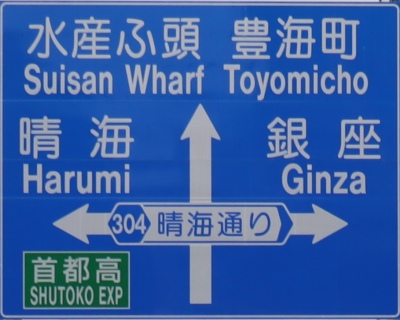 水産ふ頭 豊海町
Suisan Wharf Toyomicho
晴海 銀座
Harumi Ginza
304 晴海通り
首都高
SHUTOKO EXP